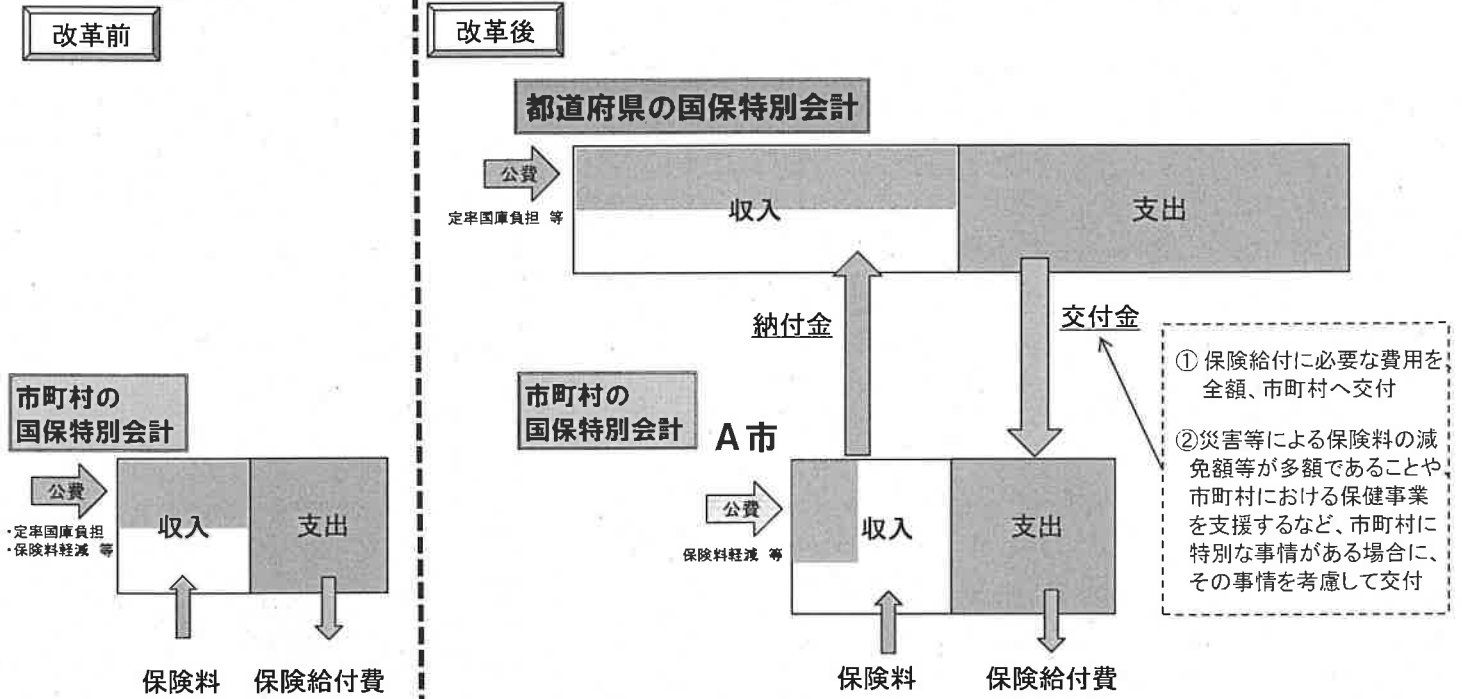 改革前
市町村の
国保特別会計
公費
・定率国庫負担
・保険料軽減 等
収入
支出
保険料
保険給付費
改革後
都道府県の国保特別会計
公費
定率国庫負担 等
収入
支出
納付金
交付金
① 保険給付に必要な費用を
全額、市町村へ交付
②災害等による保険料の減
免額等が多額であることや、
市町村における保健事業
を支援するなど、市町村に
特別な事情がある場合に、
その事情を考慮して交付
市町村の
国保特別会計
A市
公費
保険料軽減 等
収入
支出
保険料
保険給付費